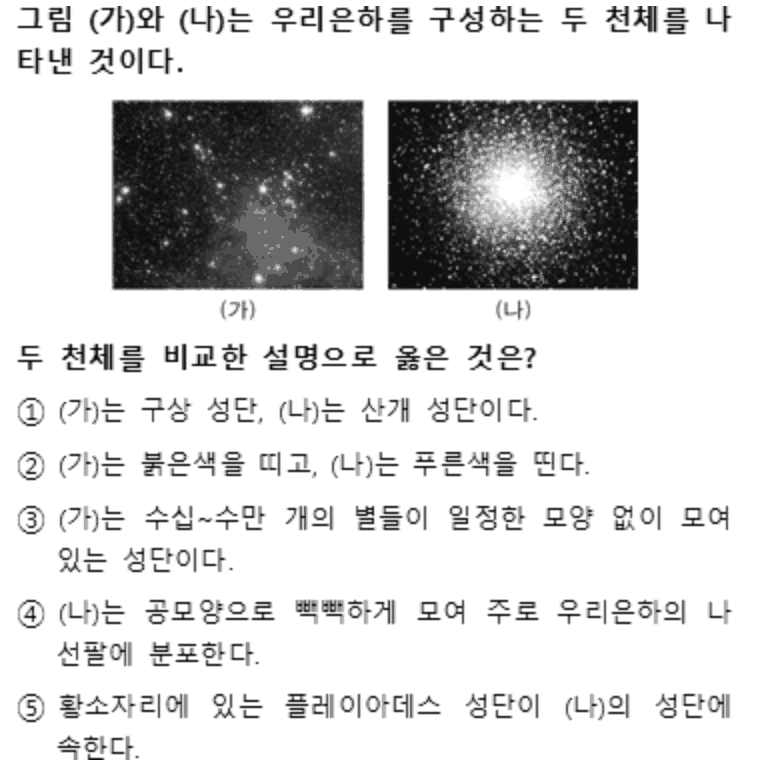 그림 (가)와 (나)는 우리은하를 구성하는 두 천체를 나
타낸 것이다.
(가) (나)
두 천체를 비교한 설명으로 옳은 것은?
① (가)는 구상 성단, (나)는 산개 성단이다.
② (가)는 붉은색을 띠고, (나)는 푸른색을 띤다.
③ (가)는 수십~수만 개의 별들이 일정한 모양 없이 모여
있는 성단이다.
④ (나)는 공모양으로 빽빽하게 모여 주로 우리은하의 나
선팔에 분포한다.
⑤ 황소자리에 있는 플레이아데스 성단이 (나)의 성단에
속한다.